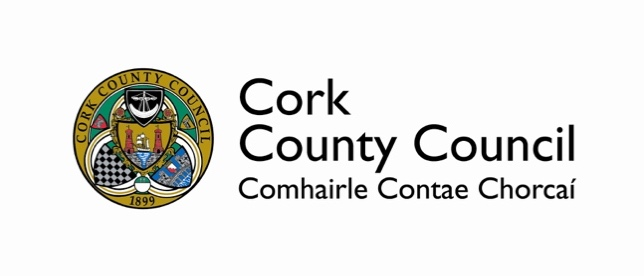 CORK COUNTY COUNCIL
1899
Cork
County Council
Comhairle Contae Chorcaí